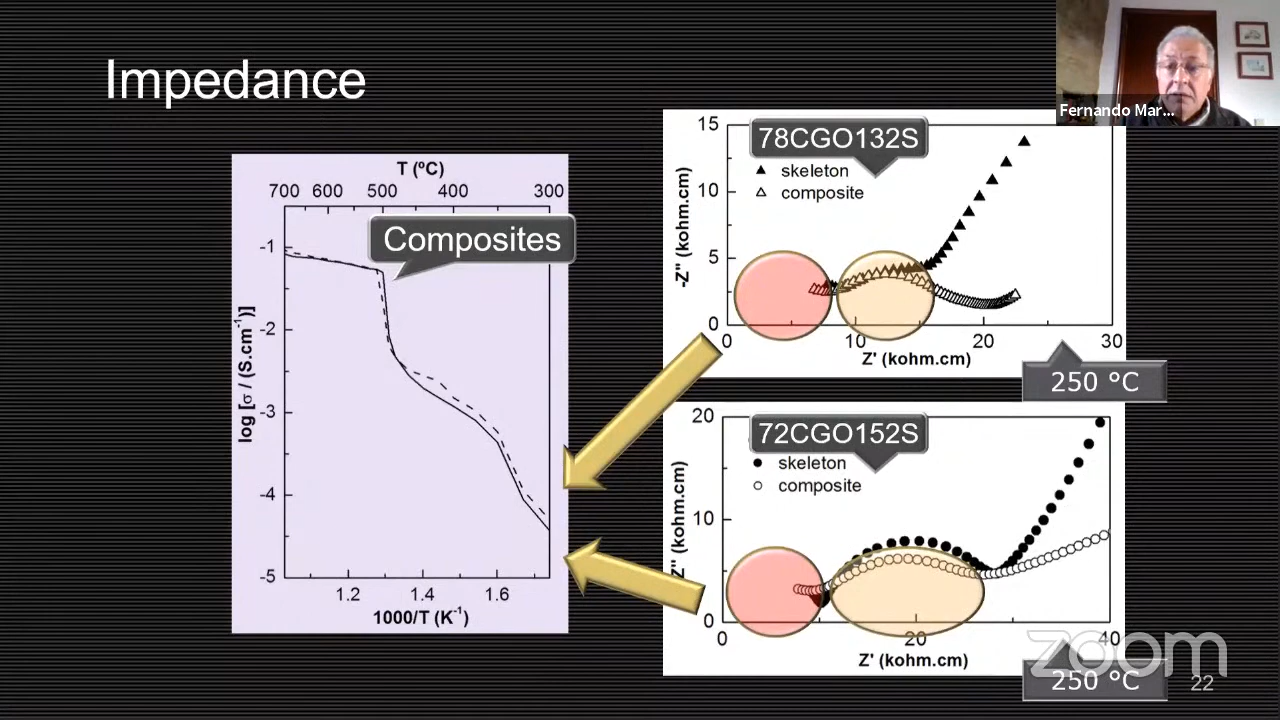 Impedance
Fernando Mar...
T (ºC)
700 600 500 400 300
Composites
-1
-2
-3
-4
-5
log [σ / (S.cm⁻¹)]
1.2 1.4 1.6
1000/T (K⁻¹)
78CGO132S
skeleton
composite
15
10
5
0
-Z'' (kohm.cm)
0 10 20 30
Z' (kohm.cm)
250 °C
72CGO152S
skeleton
composite
20
10
0
Z'' (kohm.cm)
0 20 40
Z' (kohm.cm)
250 °C
zoom
22